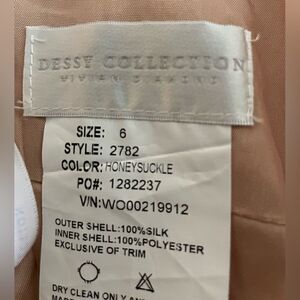 DESSY COLLECTION
VIVIAN DIAMOND
SIZE: 6
STYLE: 2782
COLOR: HONEYSUCKLE
PO#: 1282237
V/N: WO00219912
OUTER SHELL:100%SILK
INNER SHELL:100%POLYESTER
EXCLUSIVE OF TRIM
DRY CLEAN ONLY AN